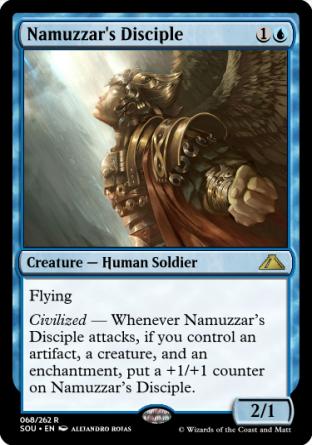 Namuzzar's Disciple 1
Creature — Human Soldier
Flying
Civilized — Whenever Namuzzar's
Disciple attacks, if you control an
artifact, a creature, and an
enchantment, put a +1/+1 counter
on Namuzzar's Disciple.
2/1
068/262 R
SOU • EN ALEJANDRO ROJAS
© Wizards of the Coast and Matt